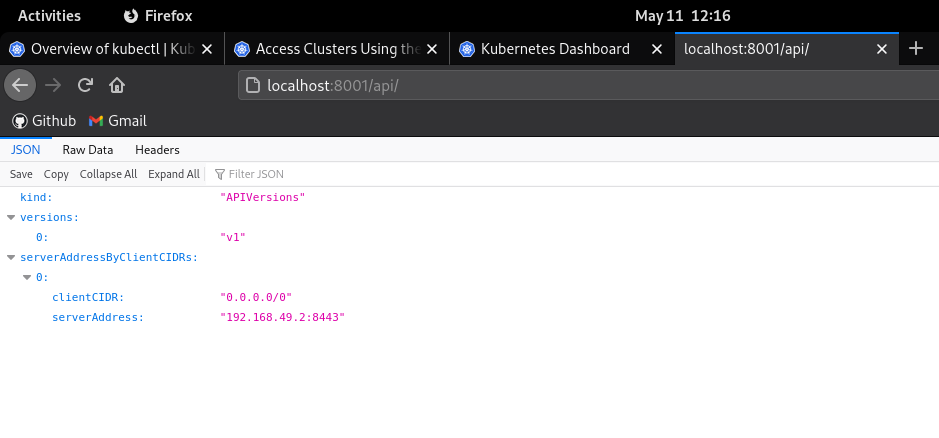 Activities Firefox May 11 12:16
Overview of kubectl | Kub Access Clusters Using the Kubernetes Dashboard localhost:8001/api/
localhost:8001/api/
Github Gmail
JSON Raw Data Headers
Save Copy Collapse All Expand All Filter JSON
kind: "APIVersions"
versions:
0: "v1"
serverAddressByClientCIDRs:
0:
clientCIDR: "0.0.0.0/0"
serverAddress: "192.168.49.2:8443"